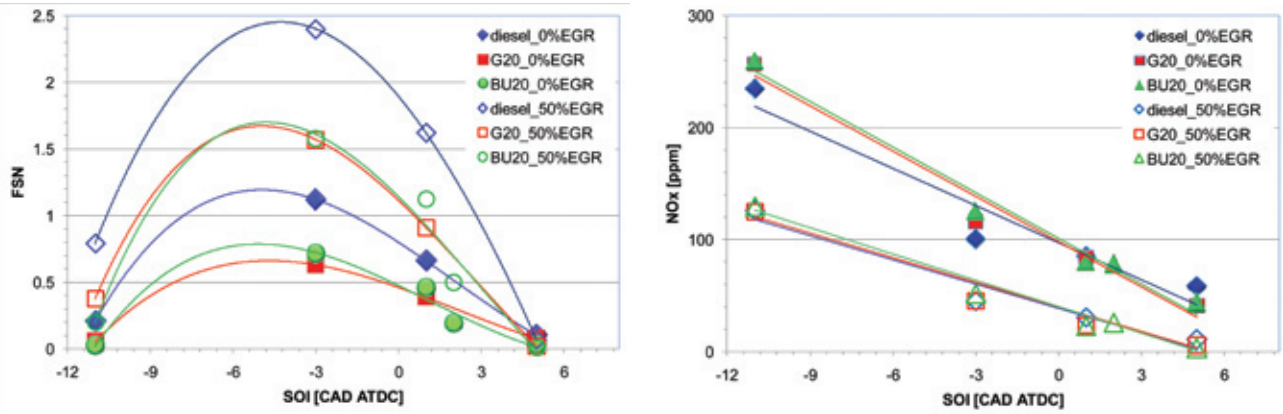 2.5
2
1.5
1
0.5
0
FSN
-12 -9 -6 -3 0 3 6
SOI [CAD ATDC]
diesel_0%EGR
G20_0%EGR
BU20_0%EGR
diesel_50%EGR
G20_50%EGR
BU20_50%EGR
300
200
100
0
NOx [ppm]
-12 -9 -6 -3 0 3 6
SOI [CAD ATDC]
diesel_0%EGR
G20_0%EGR
BU20_0%EGR
diesel_50%EGR
G20_50%EGR
BU20_50%EGR